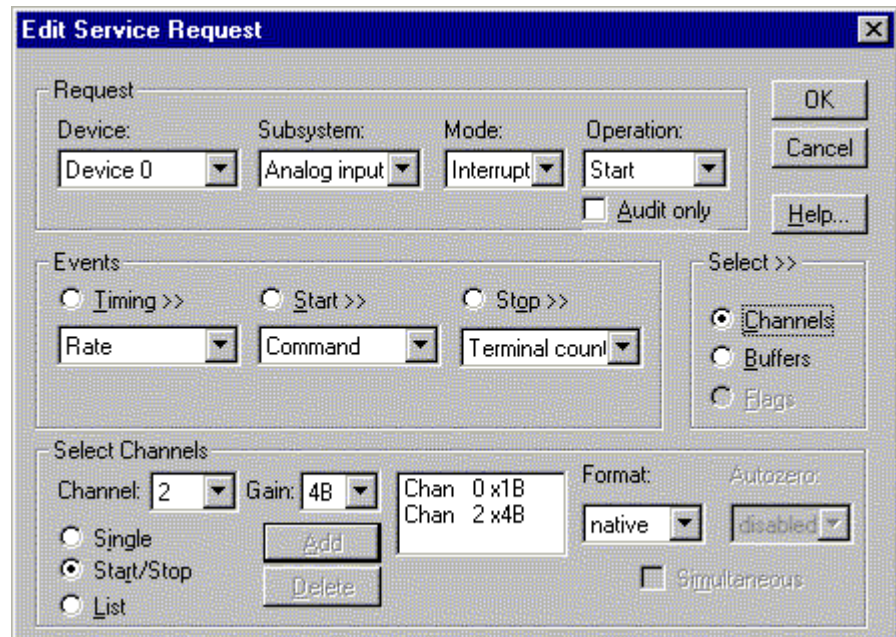 Edit Service Request
Request
OK
Device: Subsystem: Mode: Operation:
Cancel
Device 0 Analog input Interrupt Start
Audit only
Help...
Events
Select >>
Timing >> Start >> Stop >>
Channels
Rate Command Terminal count
Buffers
Flags
Select Channels
Channel: 2 Gain: 4B
Chan 0 x1B
Chan 2 x4B
Format: Autozero:
native disabled
Single
Add
Start/Stop
Delete
Simultaneous
List